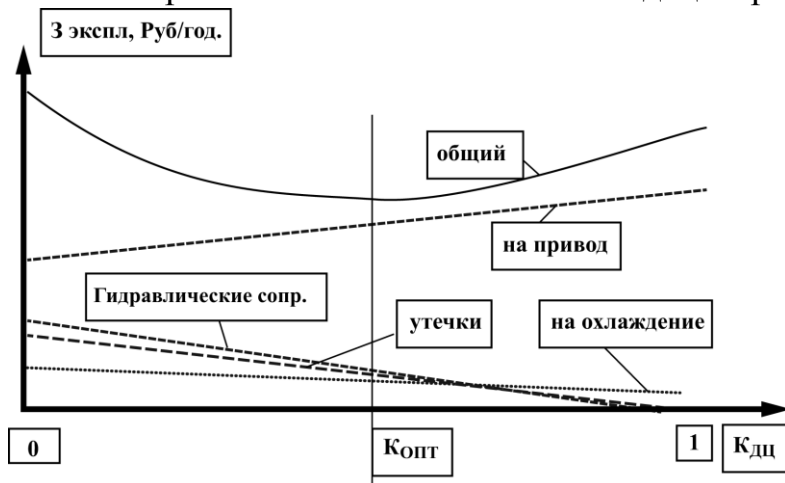 З экспл, Руб/год.
общий
на привод
Гидравлические сопр.
утечки
на охлаждение
0
КОПТ
1
КДЦ